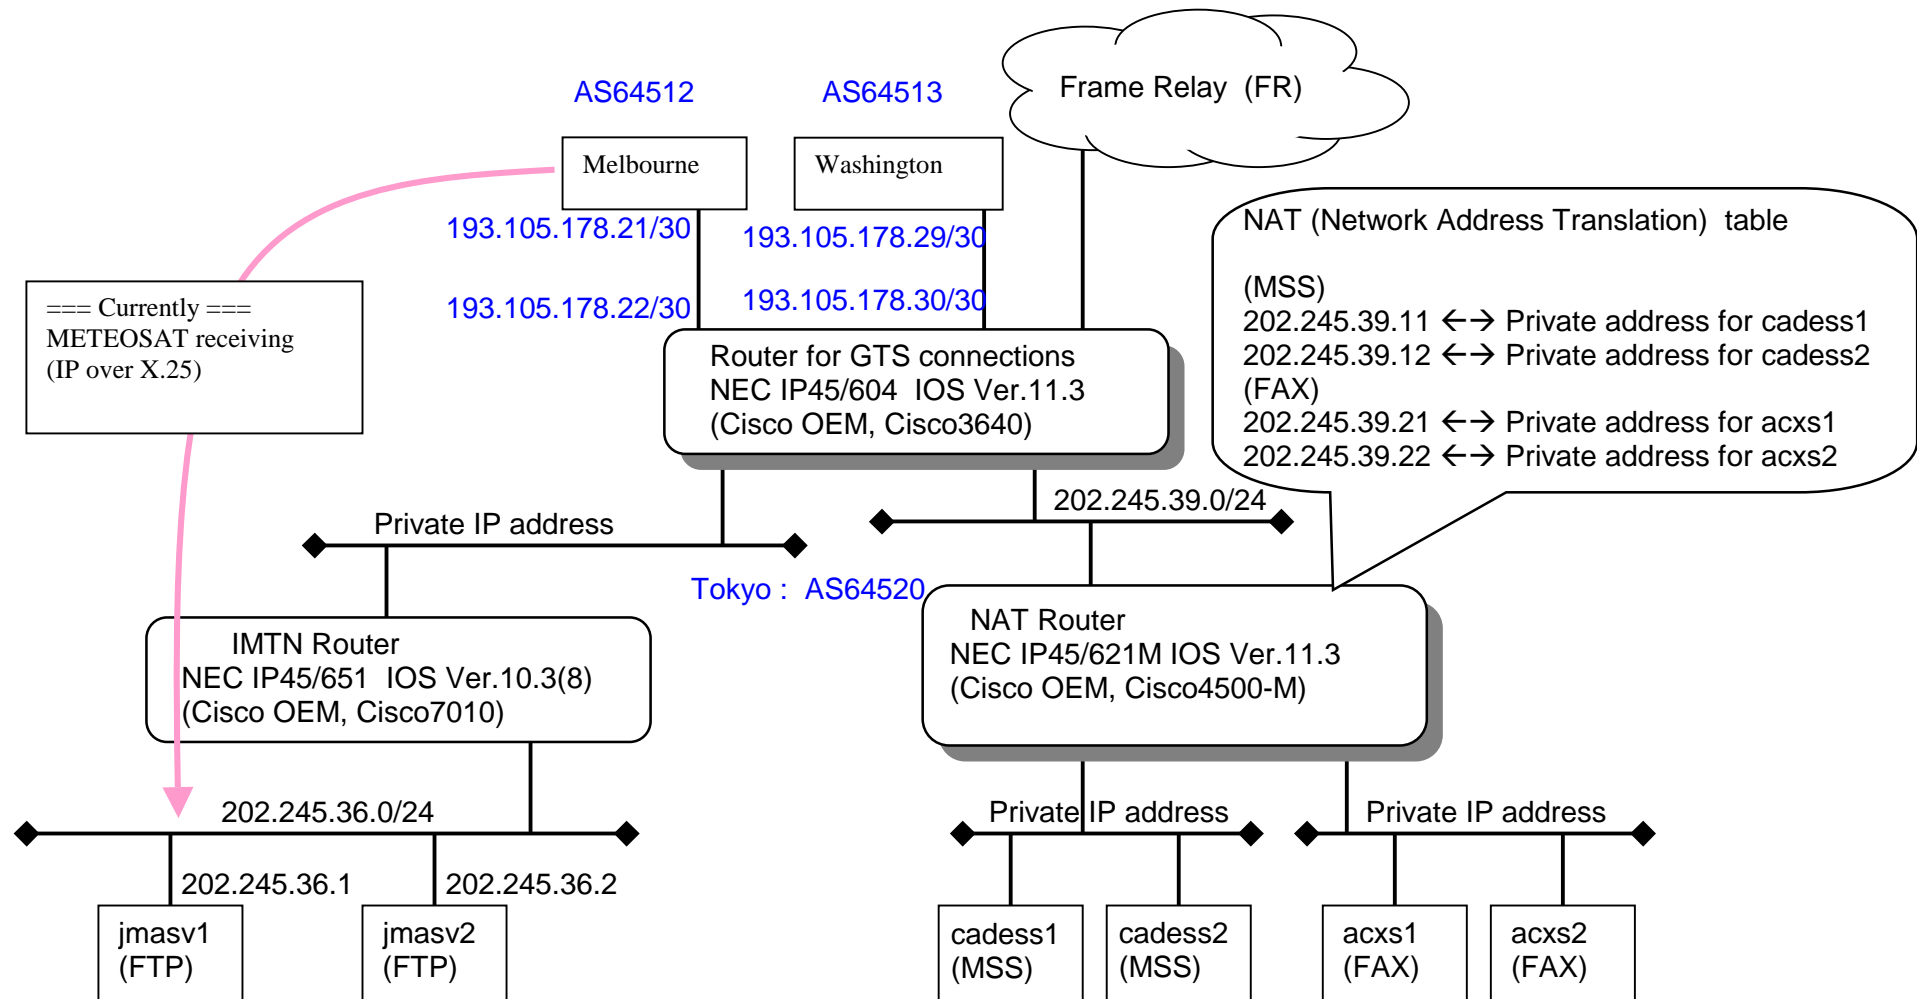 Frame Relay (FR)
AS64512
AS64513
Melbourne
Washington
193.105.178.21/30
193.105.178.29/30
193.105.178.22/30
193.105.178.30/30
NAT (Network Address Translation) table
(MSS)
202.245.39.11 ←→ Private address for cadess1
202.245.39.12 ←→ Private address for cadess2
(FAX)
202.245.39.21 ←→ Private address for acxs1
202.245.39.22 ←→ Private address for acxs2
=== Currently ===
METEOSAT receiving
(IP over X.25)
Router for GTS connections
NEC IP45/604 IOS Ver.11.3
(Cisco OEM, Cisco3640)
Private IP address
202.245.39.0/24
Tokyo : AS64520
IMTN Router
NEC IP45/651 IOS Ver.10.3(8)
(Cisco OEM, Cisco7010)
NAT Router
NEC IP45/621M IOS Ver.11.3
(Cisco OEM, Cisco4500-M)
202.245.36.0/24
Private IP address
Private IP address
202.245.36.1
202.245.36.2
jmasv1
(FTP)
jmasv2
(FTP)
cadess1
(MSS)
cadess2
(MSS)
acxs1
(FAX)
acxs2
(FAX)